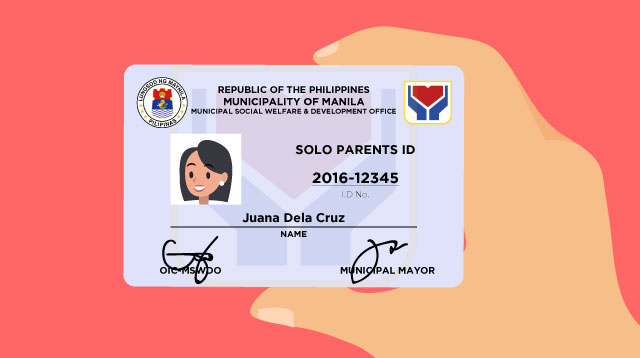 REPUBLIC OF THE PHILIPPINES
MUNICIPALITY OF MANILA
MUNICIPAL SOCIAL WELFARE & DEVELOPMENT OFFICE
LUNGSOD NG MAYNILA
PILIPINAS
SOLO PARENTS ID
2016-12345
I.D No.
Juana Dela Cruz
NAME
OIC-MSWDO
MUNICIPAL MAYOR